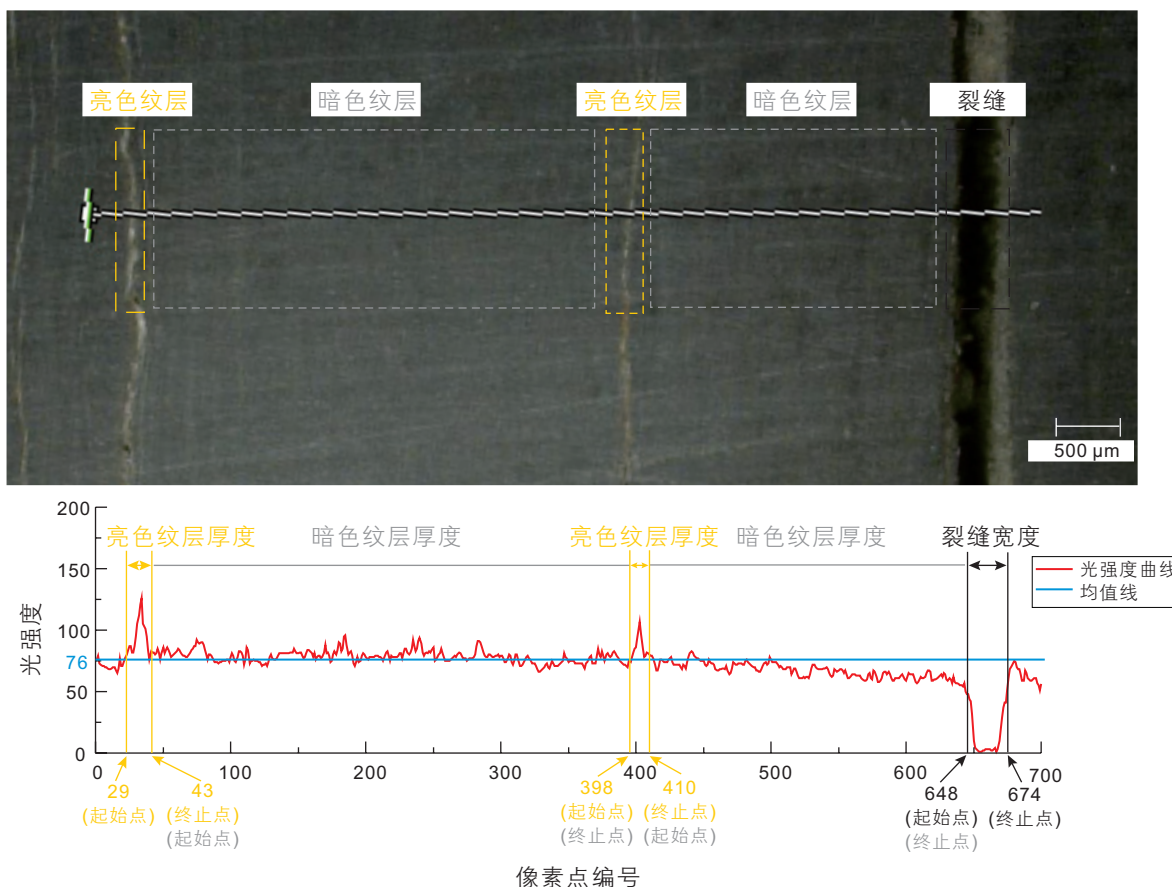 亮色纹层 暗色纹层 亮色纹层 暗色纹层 裂缝
500 μm
200
亮色纹层厚度 暗色纹层厚度 亮色纹层厚度 暗色纹层厚度 裂缝宽度
150
光强度曲线
均值线
100
76
50
0
光强度
0 100 200 300 400 500 600 700
29 43 398 410 648 674
(起始点) (终止点) (起始点) (终止点) (起始点) (终止点)
(起始点) (终止点) (起始点) (终止点)
像素点编号